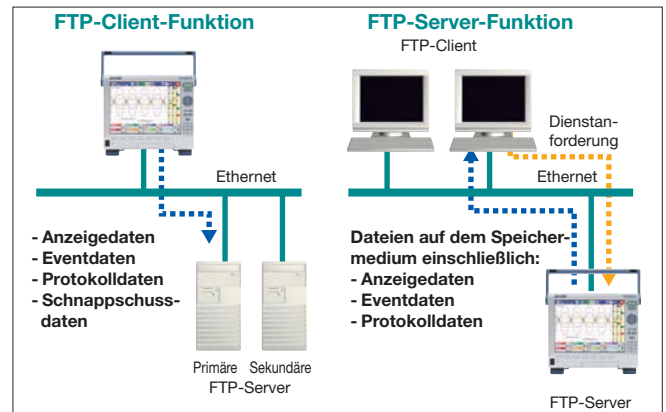 FTP-Client-Funktion
Ethernet
- Anzeigedaten
- Eventdaten
- Protokolldaten
- Schnappschuss-
daten
Primäre Sekundäre
FTP-Server
FTP-Server-Funktion
FTP-Client
Dienstan-
forderung
Ethernet
Dateien auf dem Speicher-
medium einschließlich:
- Anzeigedaten
- Eventdaten
- Protokolldaten
FTP-Server